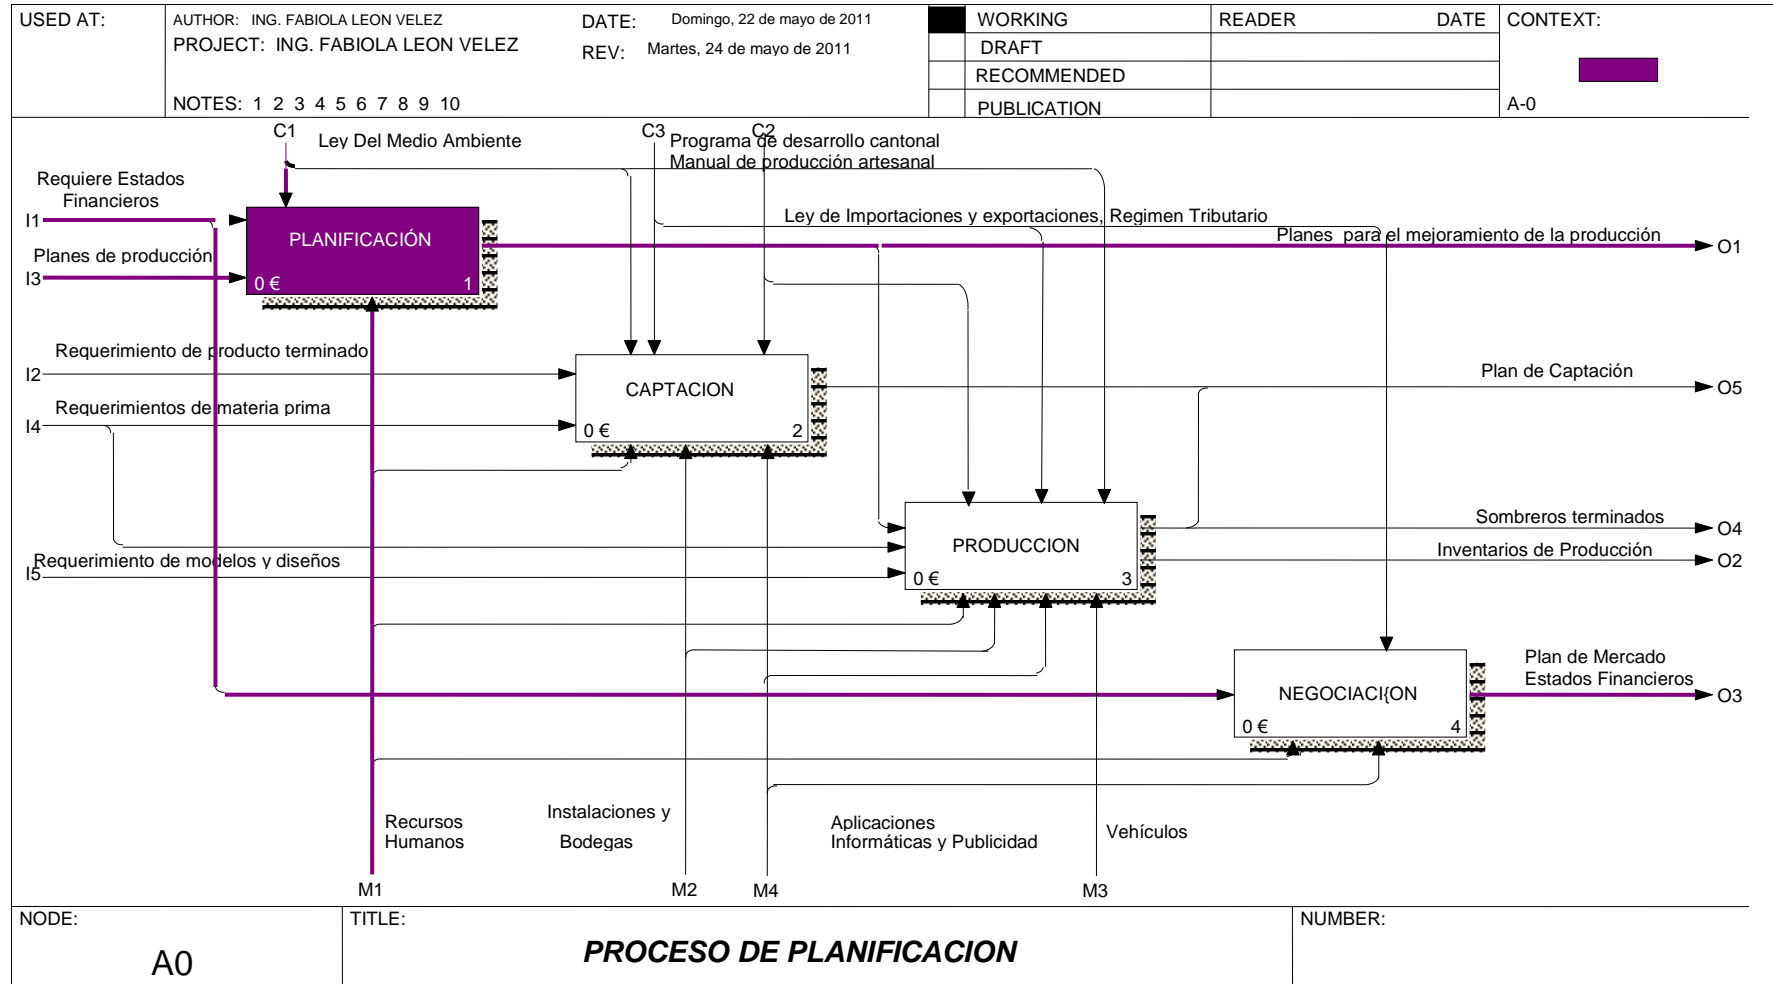 USED AT:
AUTHOR: ING. FABIOLA LEON VELEZ
DATE: Domingo, 22 de mayo de 2011
PROJECT: ING. FABIOLA LEON VELEZ
REV: Martes, 24 de mayo de 2011
NOTES: 1 2 3 4 5 6 7 8 9 10
WORKING
DRAFT
RECOMMENDED
PUBLICATION
READER DATE
CONTEXT:
A-0
C1
Ley Del Medio Ambiente
C3
C2
Programa de desarrollo cantonal
Manual de producción artesanal
Requiere Estados
Financieros
I1
Planes de producción
I3
PLANIFICACIÓN
0 € 1
Ley de Importaciones y exportaciones, Regimen Tributario
Planes para el mejoramiento de la producción
O1
Requerimiento de producto terminado
I2
Requerimientos de materia prima
I4
CAPTACION
0 € 2
Plan de Captación
O5
Requerimiento de modelos y diseños
I5
PRODUCCION
0 € 3
Sombreros terminados
O4
Inventarios de Producción
O2
NEGOCIACI{ON
0 € 4
Plan de Mercado
Estados Financieros
O3
Recursos
Humanos
Instalaciones y
Bodegas
Aplicaciones
Informáticas y Publicidad
Vehículos
M1
M2
M4
M3
NODE:
A0
TITLE:
PROCESO DE PLANIFICACION
NUMBER: